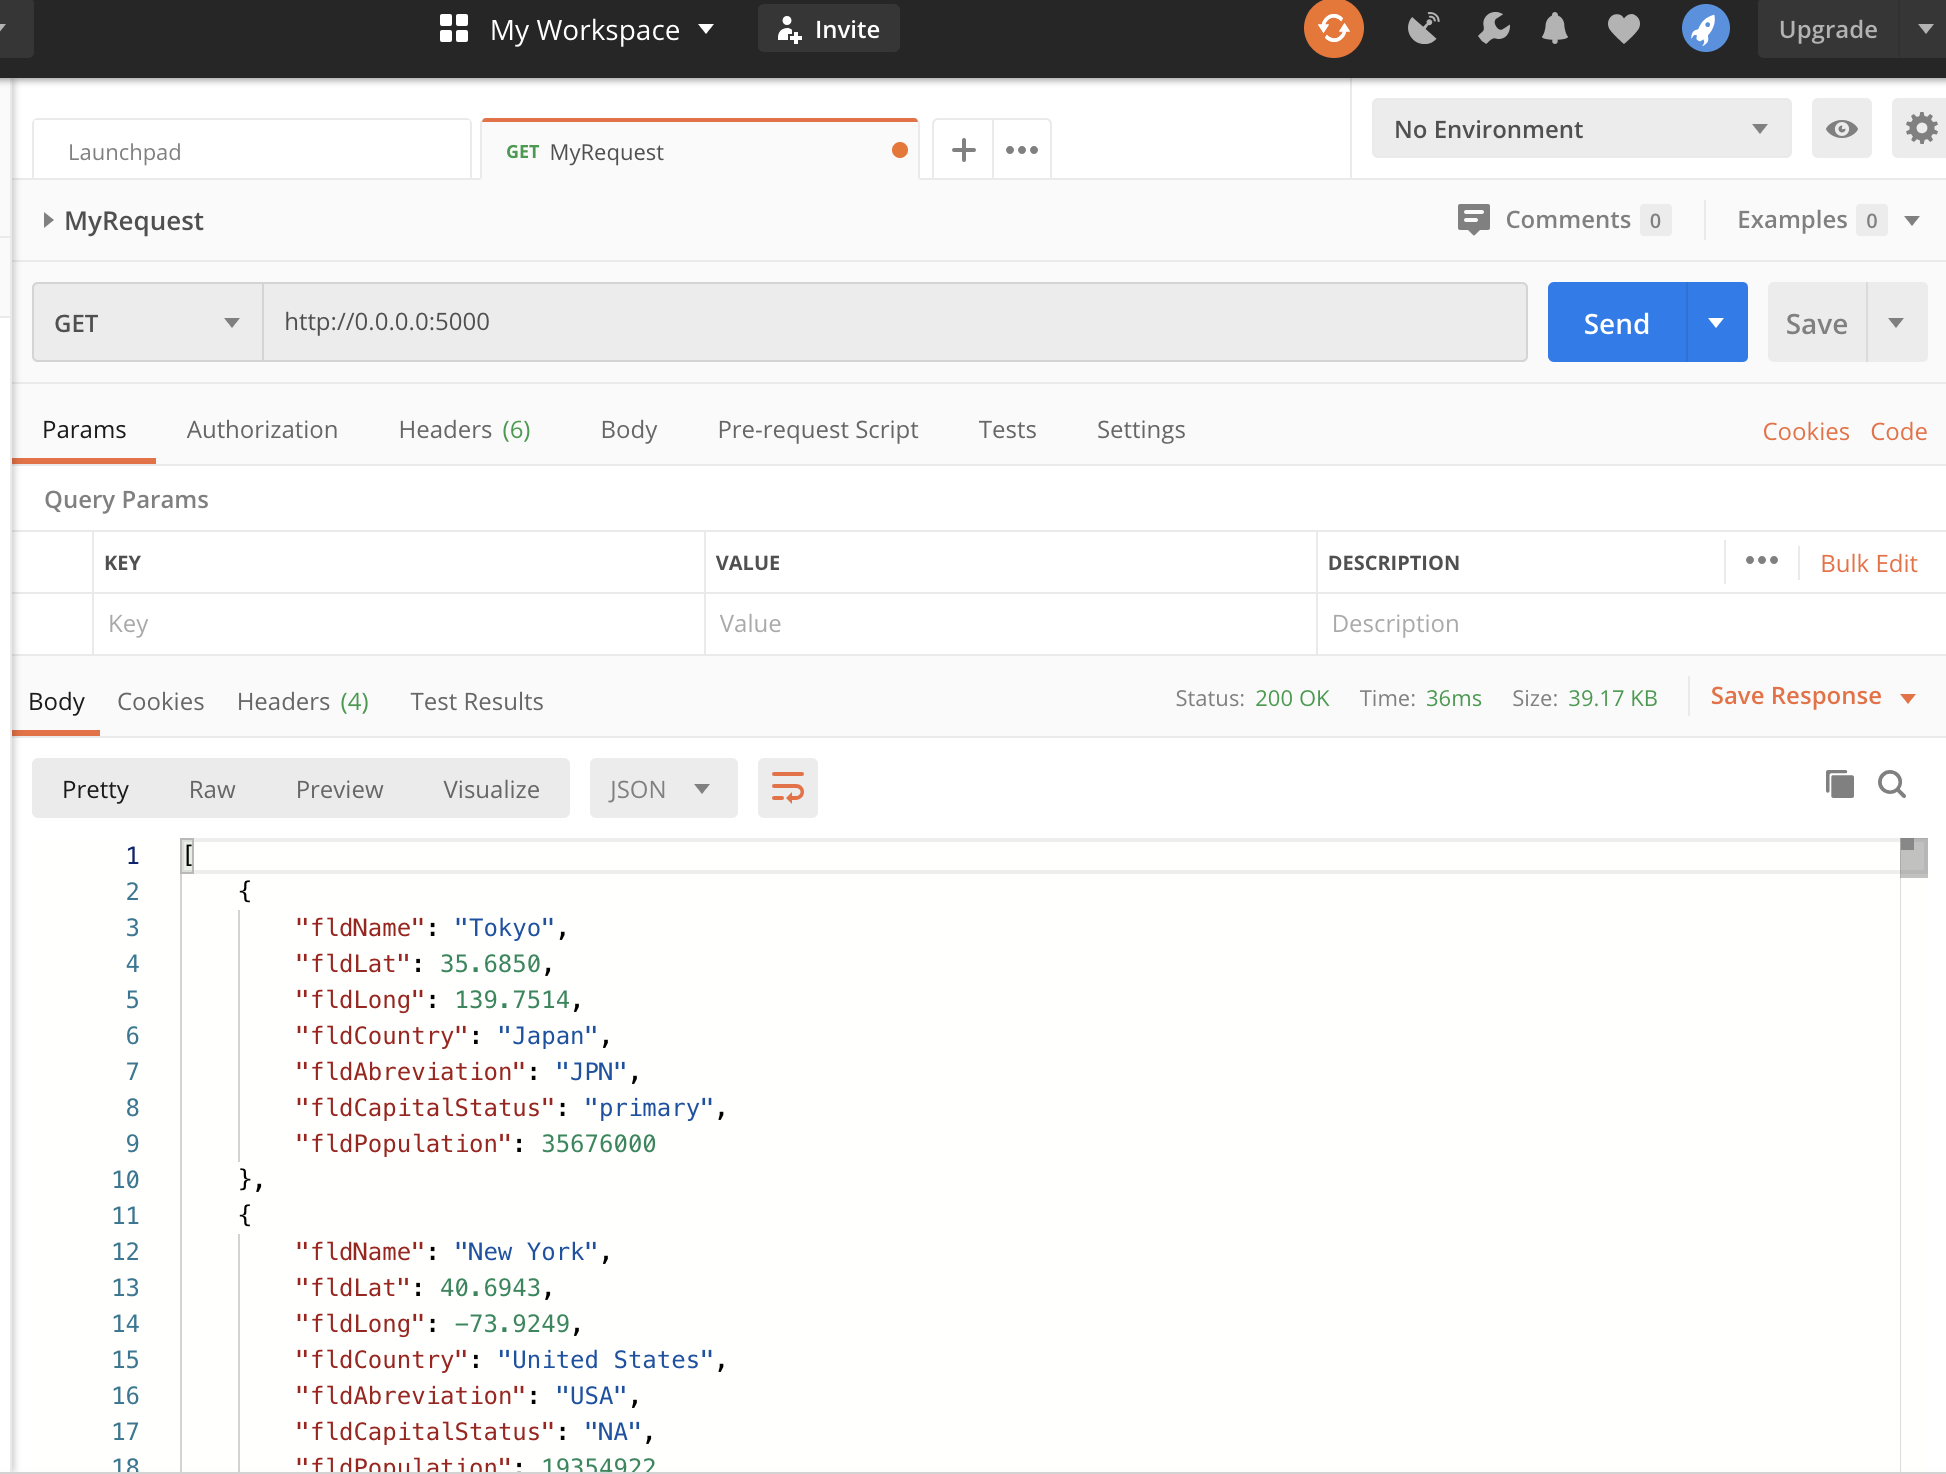 My Workspace Invite Upgrade
Launchpad GET MyRequest No Environment
MyRequest Comments 0 Examples 0
GET http://0.0.0.0:5000 Send Save
Params Authorization Headers (6) Body Pre-request Script Tests Settings Cookies Code
Query Params
KEY VALUE DESCRIPTION Bulk Edit
Key Value Description
Body Cookies Headers (4) Test Results Status: 200 OK Time: 36ms Size: 39.17 KB Save Response
Pretty Raw Preview Visualize JSON
1 [
2 {
3 "fldName": "Tokyo",
4 "fldLat": 35.6850,
5 "fldLong": 139.7514,
6 "fldCountry": "Japan",
7 "fldAbreviation": "JPN",
8 "fldCapitalStatus": "primary",
9 "fldPopulation": 35676000
10 },
11 {
12 "fldName": "New York",
13 "fldLat": 40.6943,
14 "fldLong": -73.9249,
15 "fldCountry": "United States",
16 "fldAbreviation": "USA",
17 "fldCapitalStatus": "NA",
18 "fldPopulation": 19354922